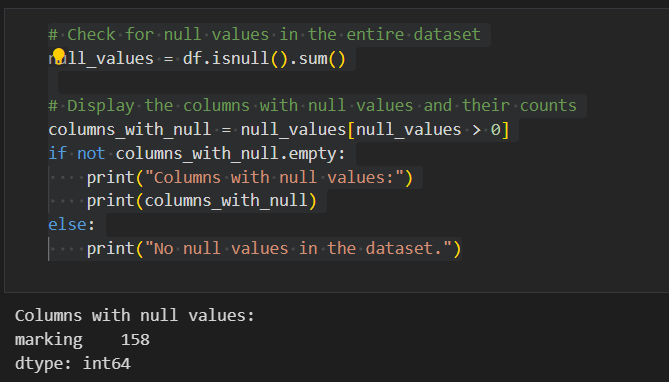 # Check for null values in the entire dataset
null_values = df.isnull().sum()
# Display the columns with null values and their counts
columns_with_null = null_values[null_values > 0]
if not columns_with_null.empty:
    print("Columns with null values:")
    print(columns_with_null)
else:
    print("No null values in the dataset.")
Columns with null values:
marking    158
dtype: int64